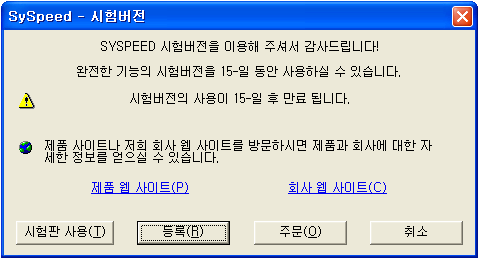 SySpeed - 시험버전
SYSPEED 시험버전을 이용해 주셔서 감사드립니다!
완전한 기능의 시험버전을 15-일 동안 사용하실 수 있습니다.
시험버전의 사용이 15-일 후 만료 됩니다.
제품 사이트나 저희 회사 웹 사이트를 방문하시면 제품과 회사에 대한 자
세한 정보를 얻으실 수 있습니다.
제품 웹 사이트(P) 회사 웹 사이트(C)
시험판 사용(T) 등록(R) 주문(O) 취소